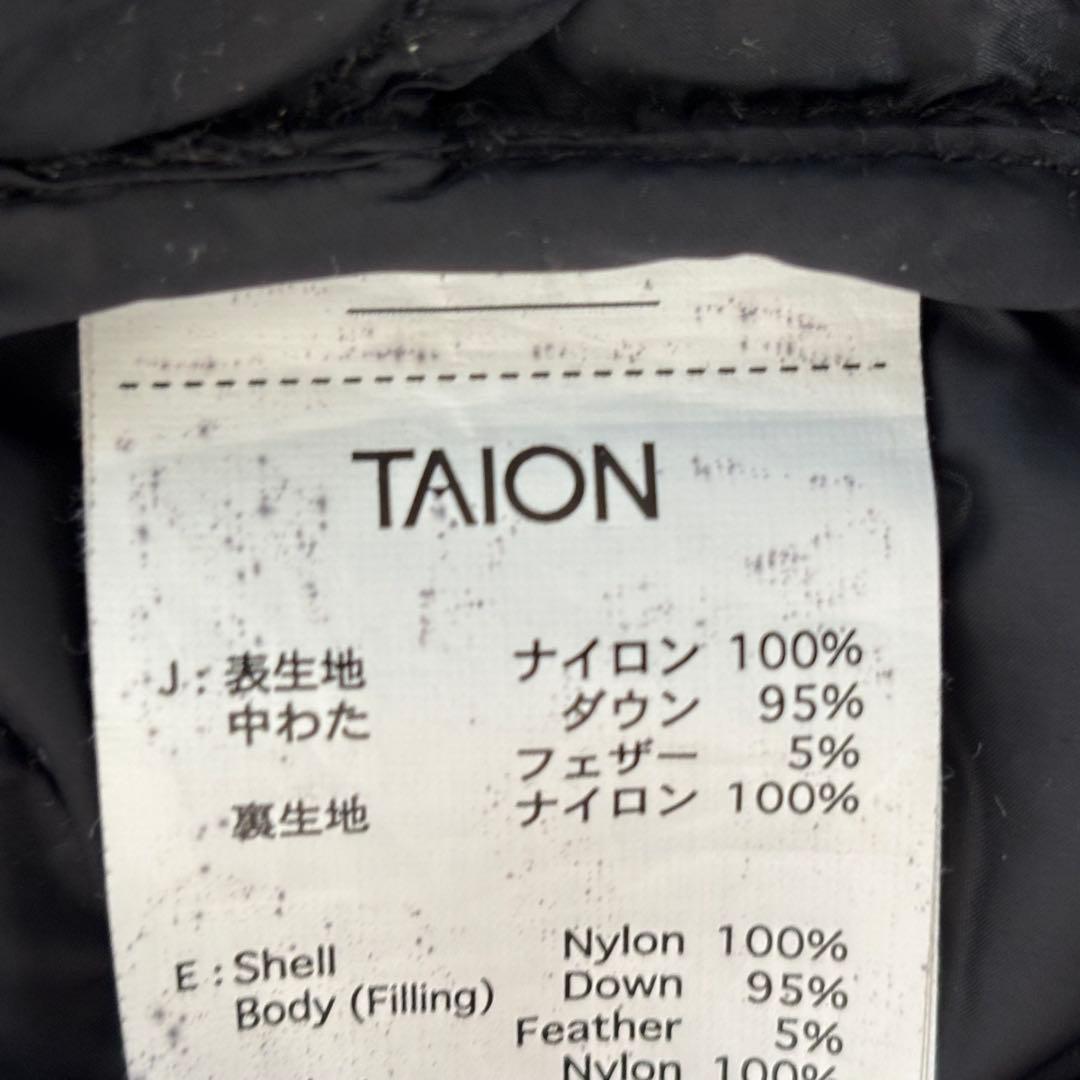 TAION
J : 表生地 ナイロン 100%
中わた ダウン 95%
フェザー 5%
裏生地 ナイロン 100%
E : Shell Nylon 100%
Body (Filling) Down 95%
Feather 5%
Nylon 100%